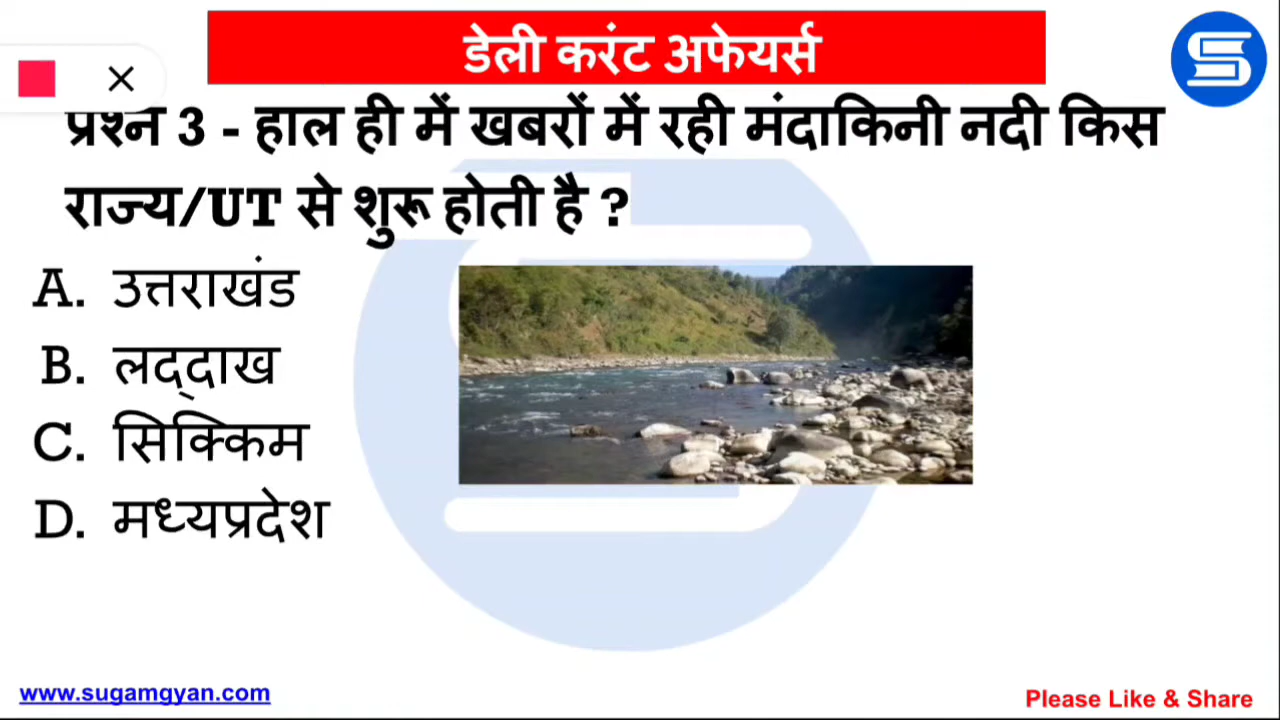 डेली करंट अफेयर्स
प्रश्न 3 - हाल ही में खबरों में रही मंदाकिनी नदी किस
राज्य/UT से शुरू होती है ?
A. उत्तराखंड
B. लद्दाख
C. सिक्किम
D. मध्यप्रदेश
www.sugamgyan.com
Please Like & Share